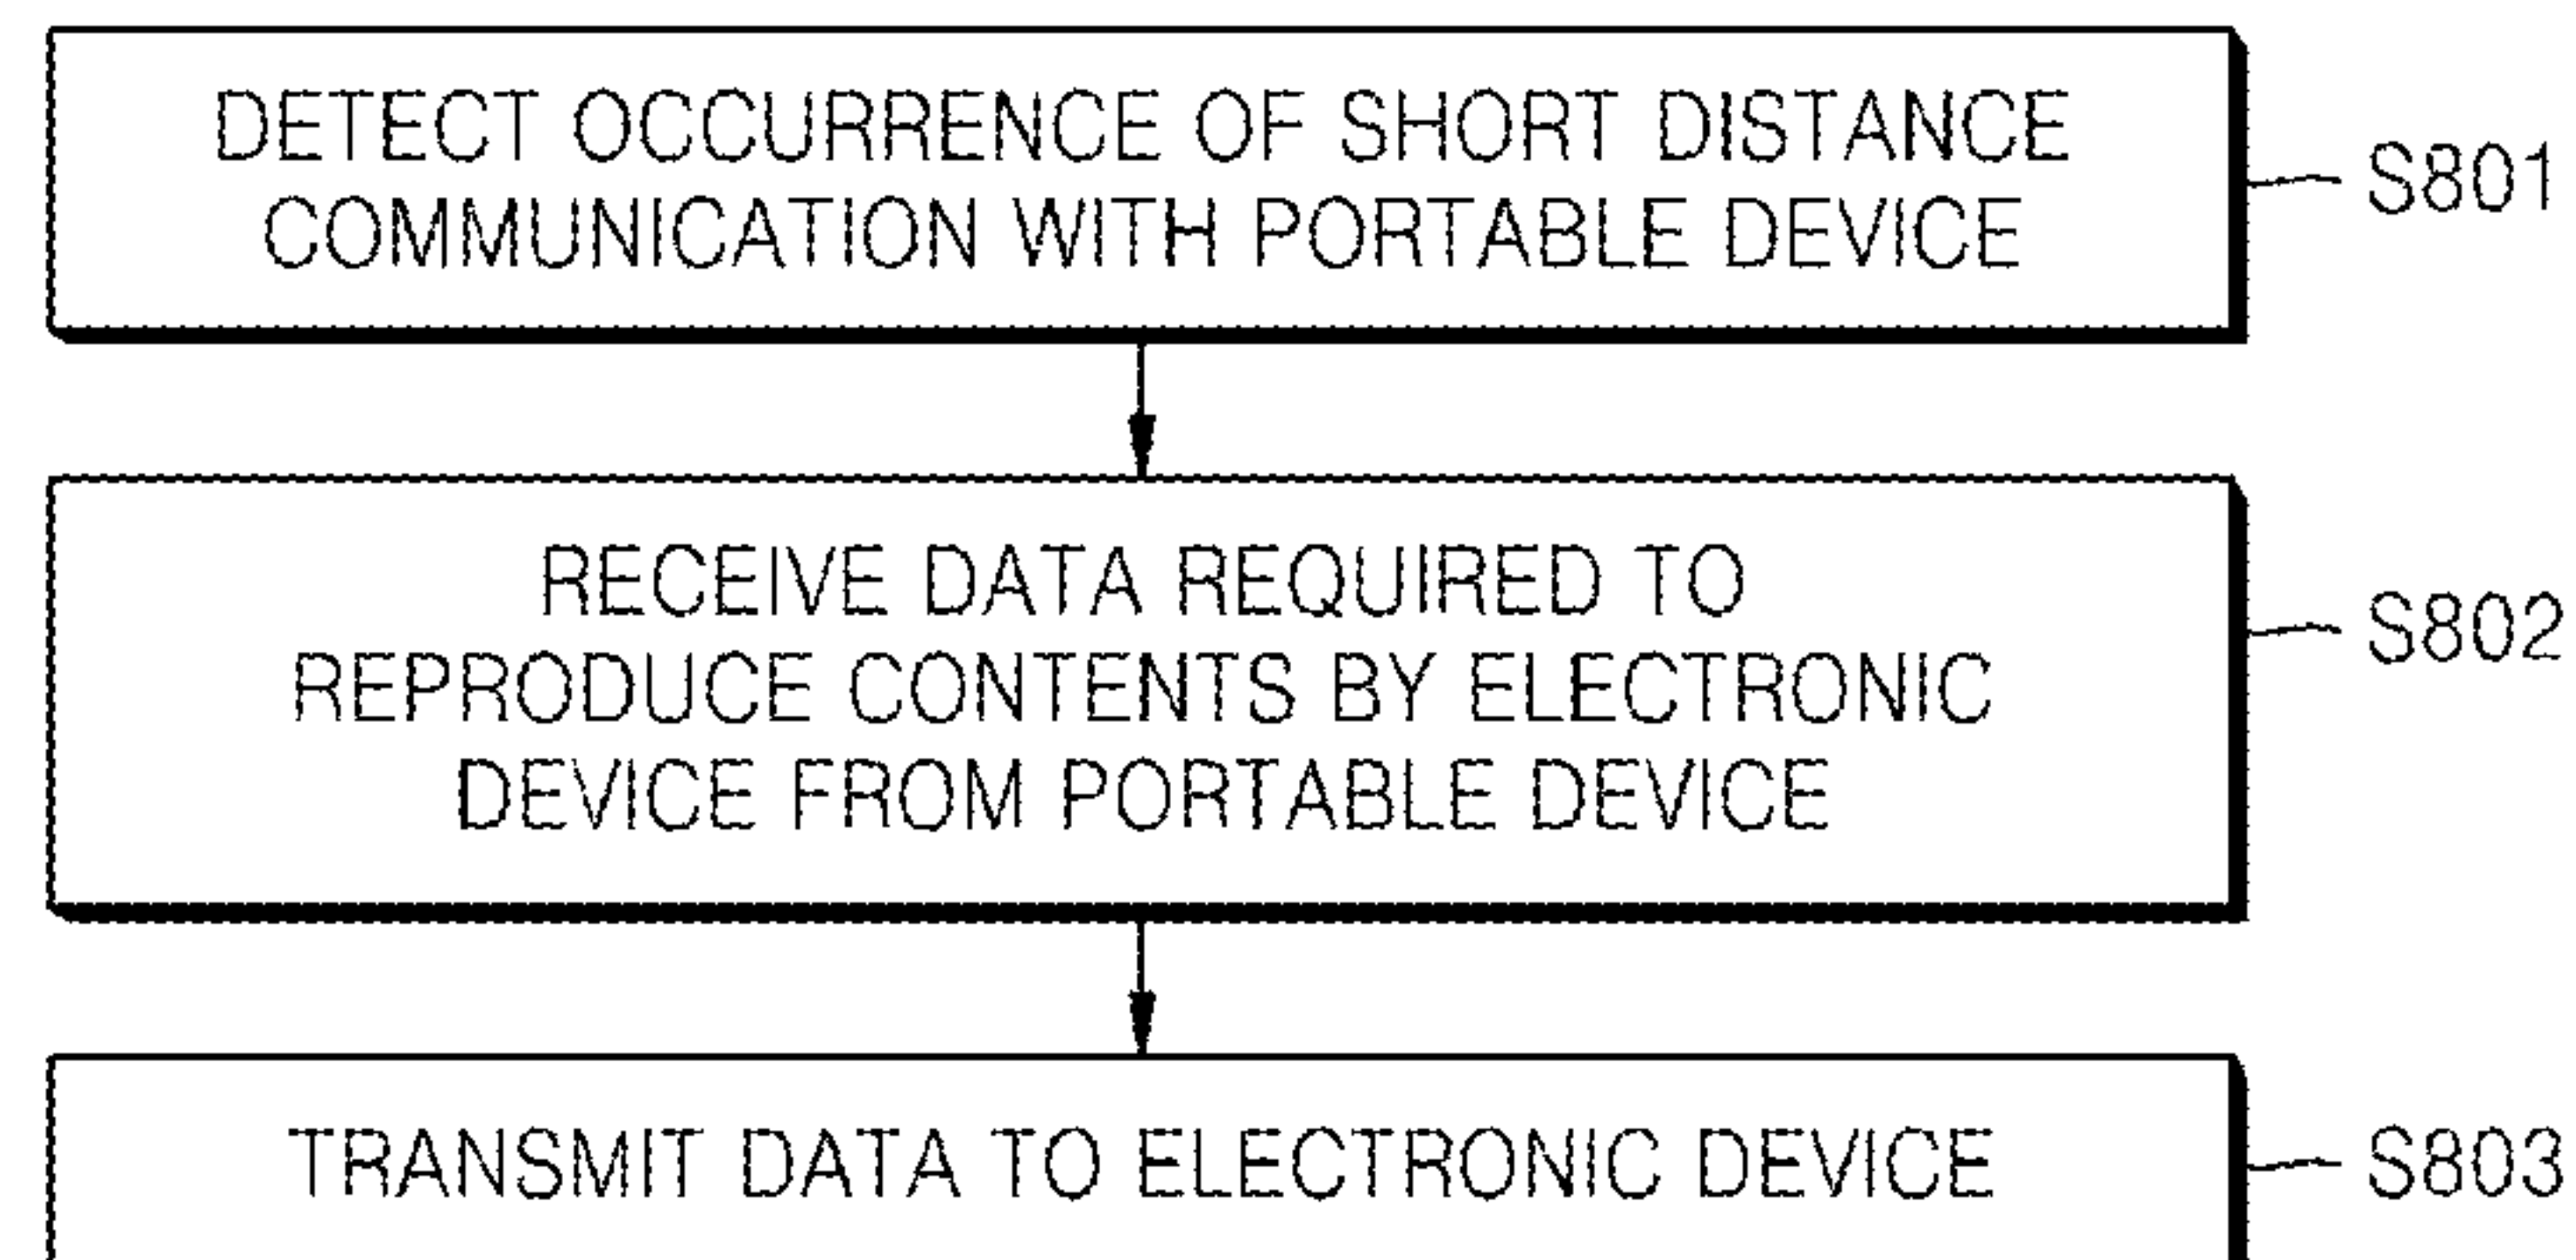 DETECT OCCURRENCE OF SHORT DISTANCE
COMMUNICATION WITH PORTABLE DEVICE
S801
RECEIVE DATA REQUIRED TO
REPRODUCE CONTENTS BY ELECTRONIC
DEVICE FROM PORTABLE DEVICE
S802
TRANSMIT DATA TO ELECTRONIC DEVICE
S803